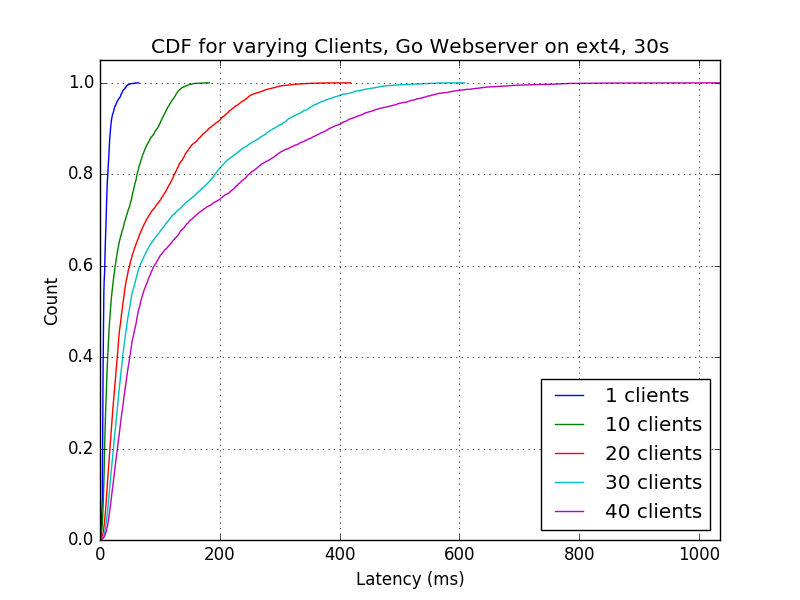 CDF for varying Clients, Go Webserver on ext4, 30s
1.0
0.8
0.6
0.4
0.2
0.0
Count
0 200 400 600 800 1000
Latency (ms)
1 clients
10 clients
20 clients
30 clients
40 clients